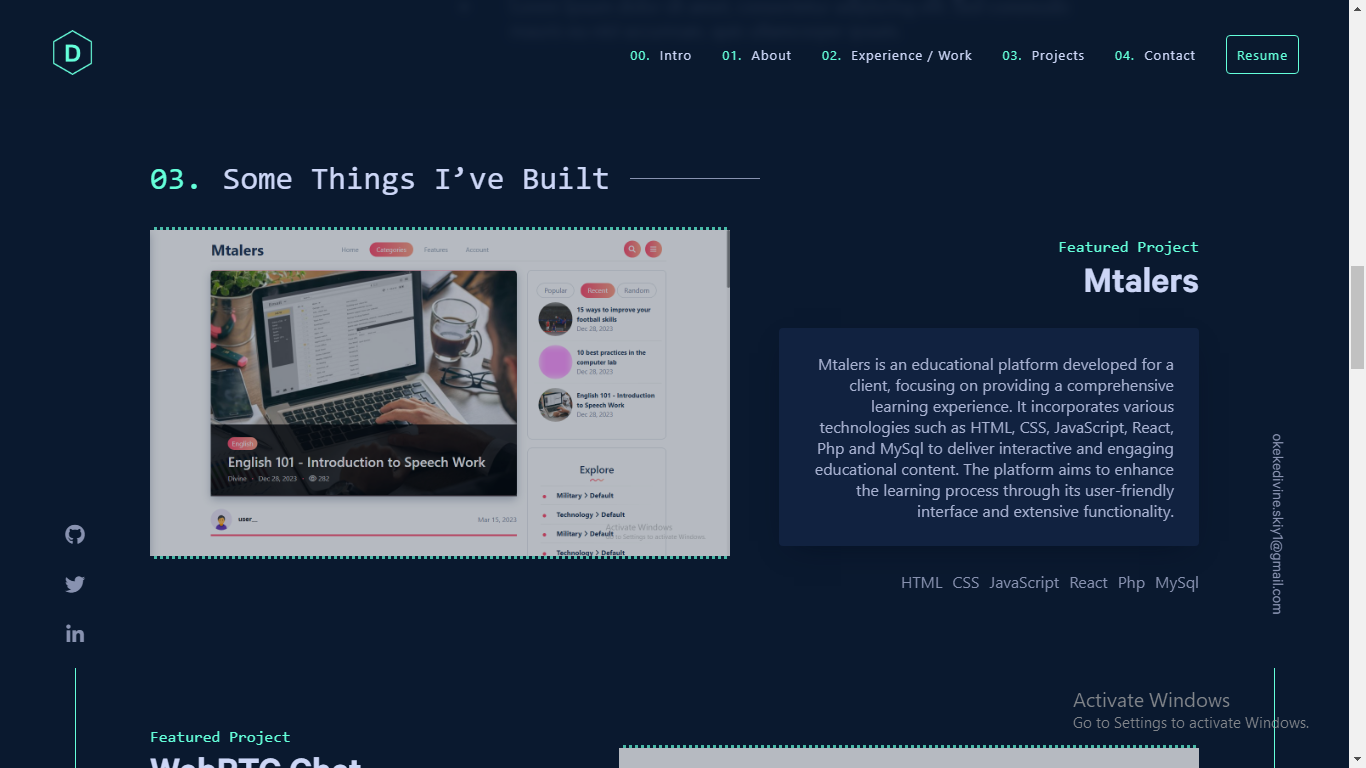 D
00. Intro 01. About 02. Experience / Work 03. Projects 04. Contact Resume
03. Some Things I’ve Built
Mtalers
Home Categories Features Account
Popular Recent Random
15 ways to improve your
football skills
Dec 28, 2023
10 best practices in the
computer lab
Dec 28, 2023
English 101 - Introduction
to Speech Work
Dec 28, 2023
English
English 101 - Introduction to Speech Work
Divine • Dec 28, 2023 • 282
user__ Mar 15, 2023
Explore
Military > Default
Technology > Default
Military > Default
Technology > Default
Activate Windows
Go to Settings to activate Windows.
Featured Project
Mtalers
Mtalers is an educational platform developed for a
client, focusing on providing a comprehensive
learning experience. It incorporates various
technologies such as HTML, CSS, JavaScript, React,
Php and MySql to deliver interactive and engaging
educational content. The platform aims to enhance
the learning process through its user-friendly
interface and extensive functionality.
HTML CSS JavaScript React Php MySql
okekedivine.skiy1@gmail.com
in
Featured Project
WebRTC Chat
Activate Windows
Go to Settings to activate Windows.